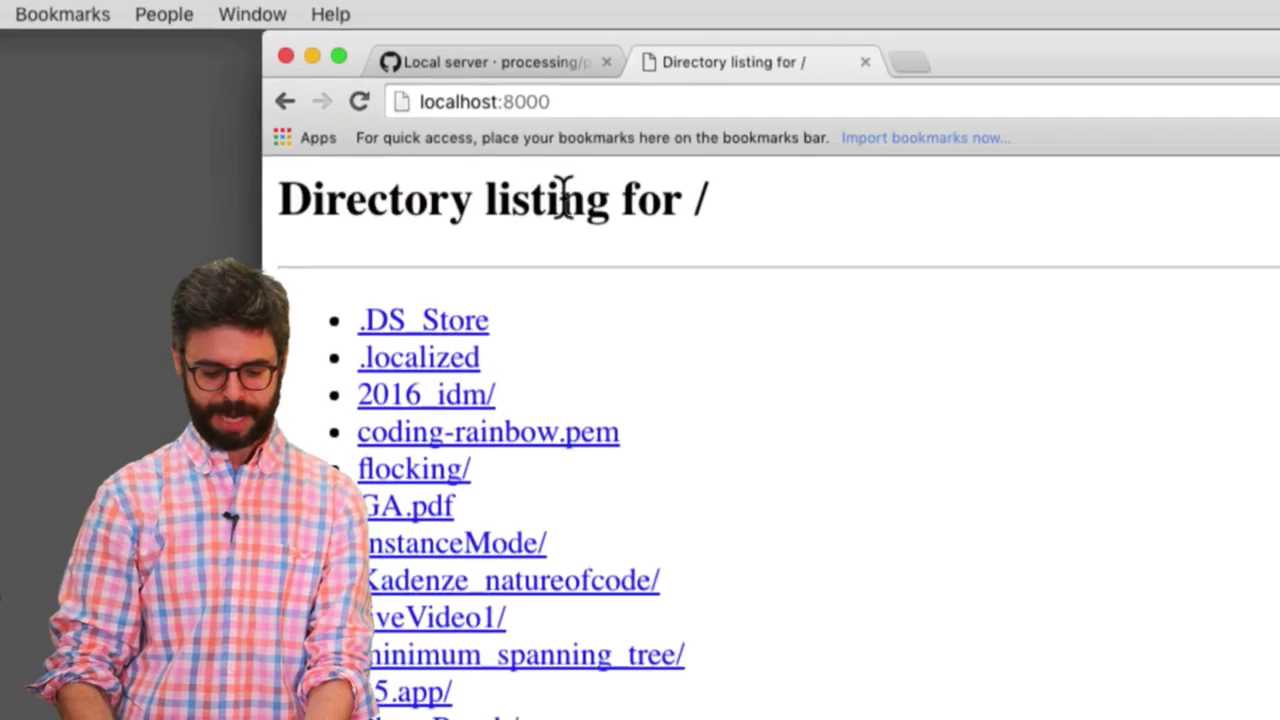 Bookmarks People Window Help
Local server · processing/p
Directory listing for /
localhost:8000
Apps For quick access, place your bookmarks here on the bookmarks bar. Import bookmarks now...
Directory listing for /
.DS_Store
.localized
2016_idm/
coding-rainbow.pem
flocking/
GA.pdf
nstanceMode/
Kadenze_natureofcode/
iveVideo1/
minimum_spanning_tree/
5.app/